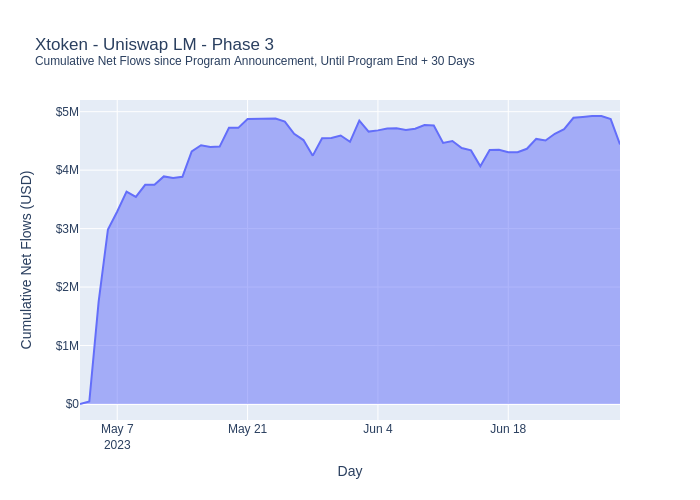 Xtoken - Uniswap LM - Phase 3
Cumulative Net Flows since Program Announcement, Until Program End + 30 Days
Cumulative Net Flows (USD)
$5M
$4M
$3M
$2M
$1M
$0
May 7
2023
May 21
Jun 4
Jun 18
Day